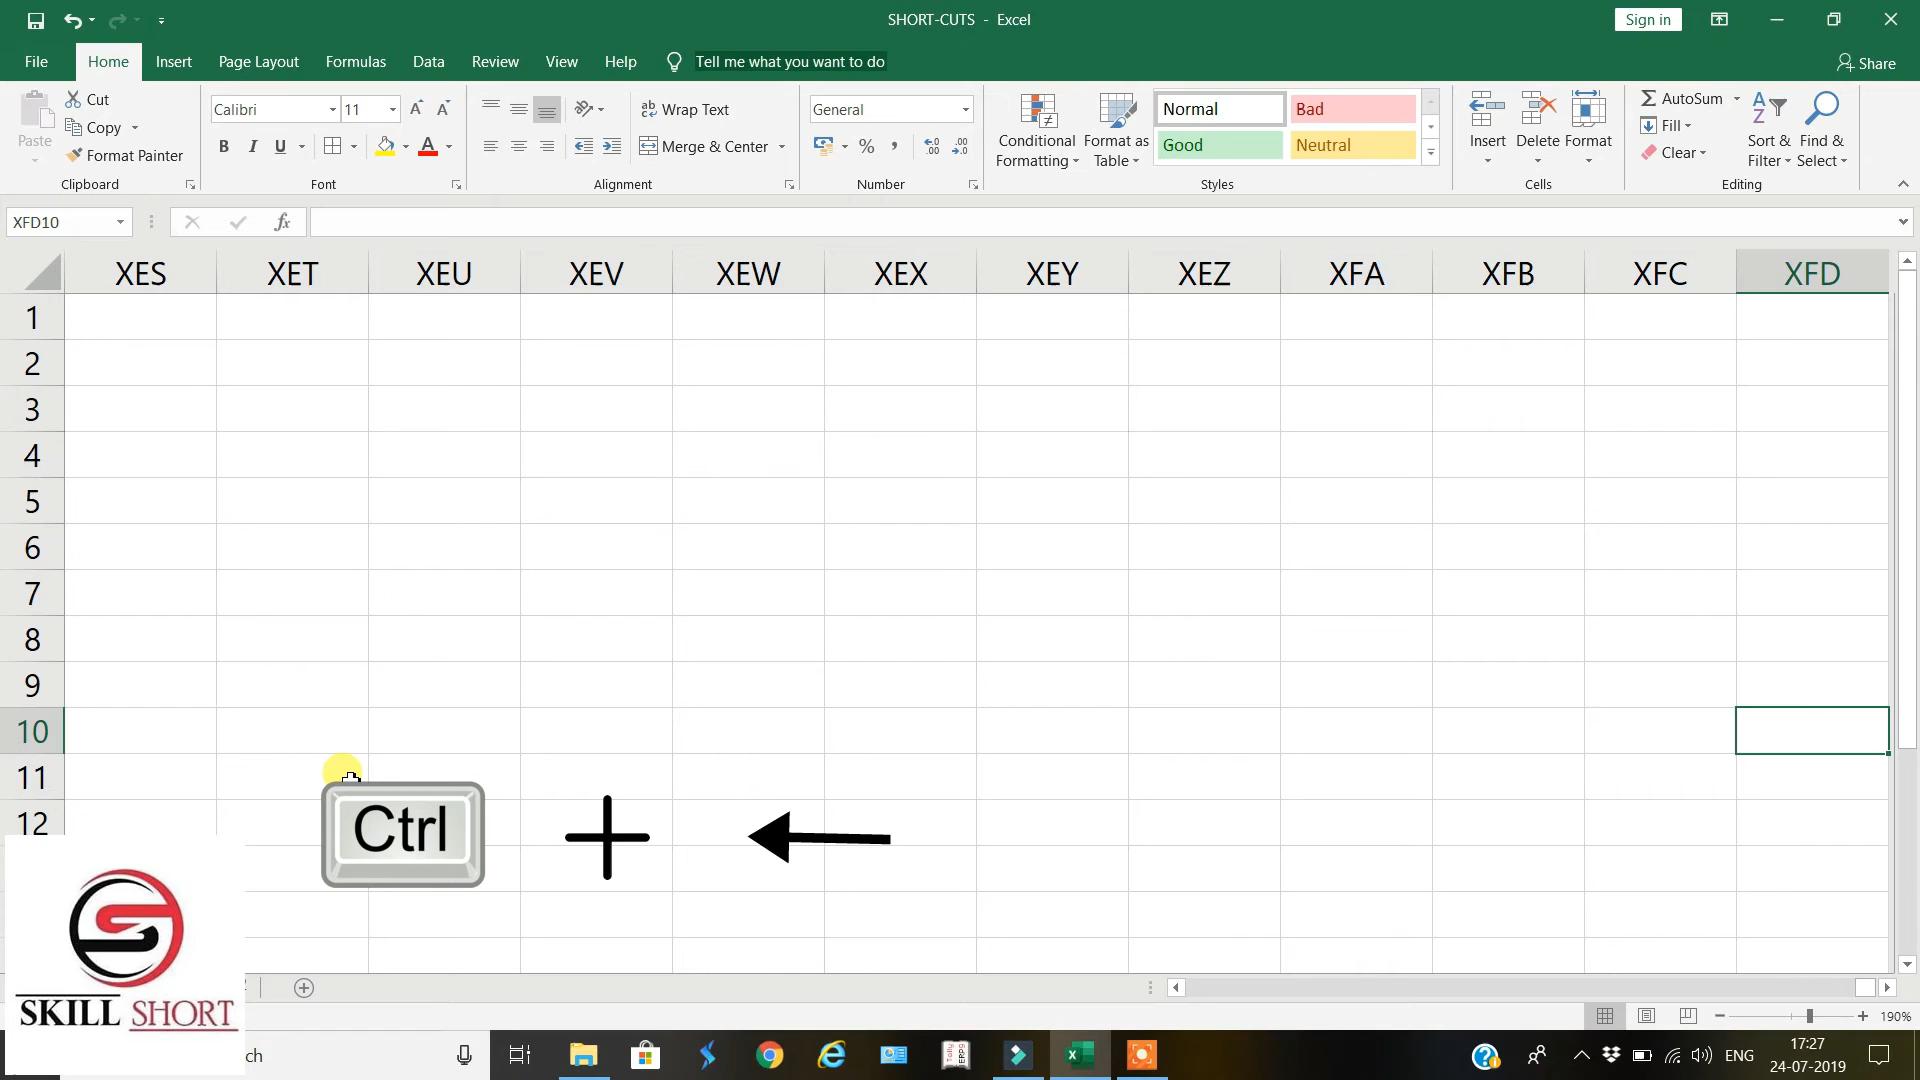 SHORT-CUTS - Excel
Sign in
File Home Insert Page Layout Formulas Data Review View Help Tell me what you want to do Share
Paste
Cut
Copy
Format Painter
Clipboard
Calibri 11
B I U A
Font
Wrap Text
Merge & Center
Alignment
General
%
Number
Conditional Formatting
Format as Table
Normal Bad
Good Neutral
Styles
Insert Delete Format
Cells
AutoSum
Fill
Clear
Sort & Filter
Find & Select
Editing
XFD10 fx
XES XET XEU XEV XEW XEX XEY XEZ XFA XFB XFC XFD
1
2
3
4
5
6
7
8
9
10
11
12
Ctrl +
SKILL SHORT
190%
ch
Tally ERP9
ENG
17:27
24-07-2019